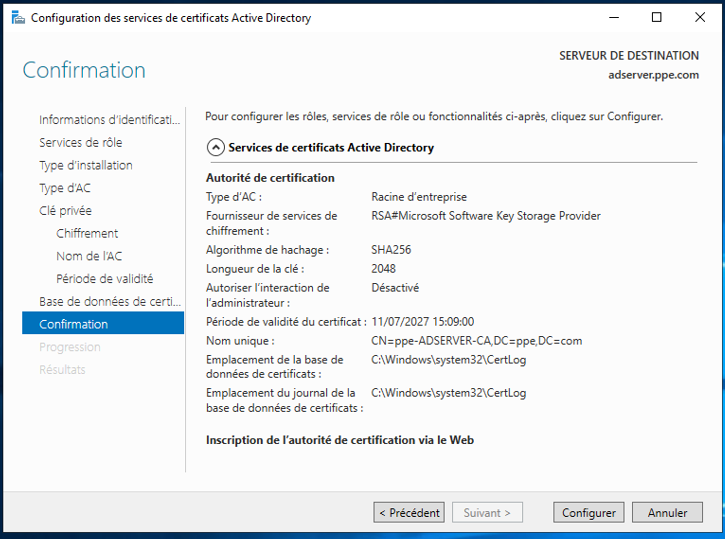 Configuration des services de certificats Active Directory
Confirmation
SERVEUR DE DESTINATION
adserver.ppe.com
Informations d'identificati...
Services de rôle
Type d'installation
Type d'AC
Clé privée
Chiffrement
Nom de l'AC
Période de validité
Base de données de certi...
Confirmation
Progression
Résultats
Pour configurer les rôles, services de rôle ou fonctionnalités ci-après, cliquez sur Configurer.
Services de certificats Active Directory
Autorité de certification
Type d'AC : Racine d'entreprise
Fournisseur de services de RSA#Microsoft Software Key Storage Provider
chiffrement :
Algorithme de hachage : SHA256
Longueur de la clé : 2048
Autoriser l'interaction de Désactivé
l'administrateur :
Période de validité du certificat : 11/07/2027 15:09:00
Nom unique : CN=ppe-ADSERVER-CA,DC=ppe,DC=com
Emplacement de la base de C:\Windows\system32\CertLog
données de certificats :
Emplacement du journal de la C:\Windows\system32\CertLog
base de données de certificats :
Inscription de l'autorité de certification via le Web
< Précédent
Suivant >
Configurer
Annuler